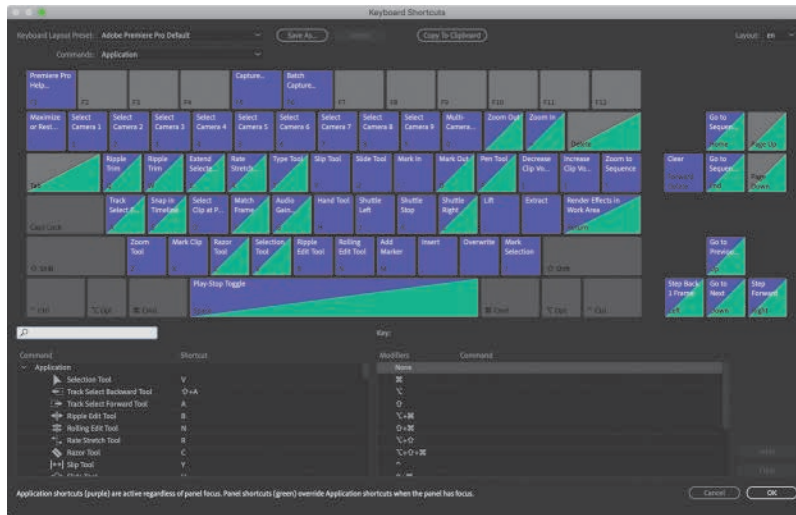 Keyboard Shortcuts
Keyboard Layout Preset: Adobe Premiere Pro Default
Save As...
Copy To Clipboard
Layout: en
Commands: Application
Premiere Pro Help...
Capture...
Batch Capture...
F2 F3 F4 F7 F8 F9 F10 F11 F12
Maximize or Rest...
Select Camera 1
Select Camera 2
Select Camera 3
Select Camera 4
Select Camera 5
Select Camera 6
Select Camera 7
Select Camera 8
Select Camera 9
Multi-Camera...
Zoom Out
Zoom In
Delete
Go to Sequen...
Home
Page Up
Tab
Ripple Trim
Ripple Trim
Extend Selecte...
Rate Stretch...
Type Tool
Slip Tool
Slide Tool
Mark In
Mark Out
Pen Tool
Decrease Clip Vo...
Increase Clip Vo...
Zoom to Sequence
Clear
Forward Delete
Go to Sequen...
End
Page Down
Caps Lock
Track Select F...
Snap in Timeline
Select Clip at P...
Match Frame
Audio Gain...
Hand Tool
Shuttle Left
Shuttle Stop
Shuttle Right
Lift
Extract
Render Effects in Work Area
Return
⇧ Shift
Zoom Tool
Mark Clip
Razor Tool
Selection Tool
Ripple Edit Tool
Rolling Edit Tool
Add Marker
Insert
Overwrite
Mark Selection
⇧ Shift
Go to Previou...
Up
^ Ctrl
⌥ Opt
⌘ Cmd
Play-Stop Toggle
Space
⌘ Cmd
⌥ Opt
^ Ctrl
Step Back 1 Frame
Left
Go to Next
Down
Step Forward
Right
Key:
Command Shortcut
Application
Selection Tool V
Track Select Backward Tool ⇧+A
Track Select Forward Tool A
Ripple Edit Tool B
Rolling Edit Tool N
Rate Stretch Tool R
Razor Tool C
Slip Tool Y
Modifiers Command
None
⌘
⌥
⇧
⌥+⌘
⇧+⌘
⌥+⇧
⌥+⇧+⌘
^
Application shortcuts (purple) are active regardless of panel focus. Panel shortcuts (green) override Application shortcuts when the panel has focus.
Cancel
OK